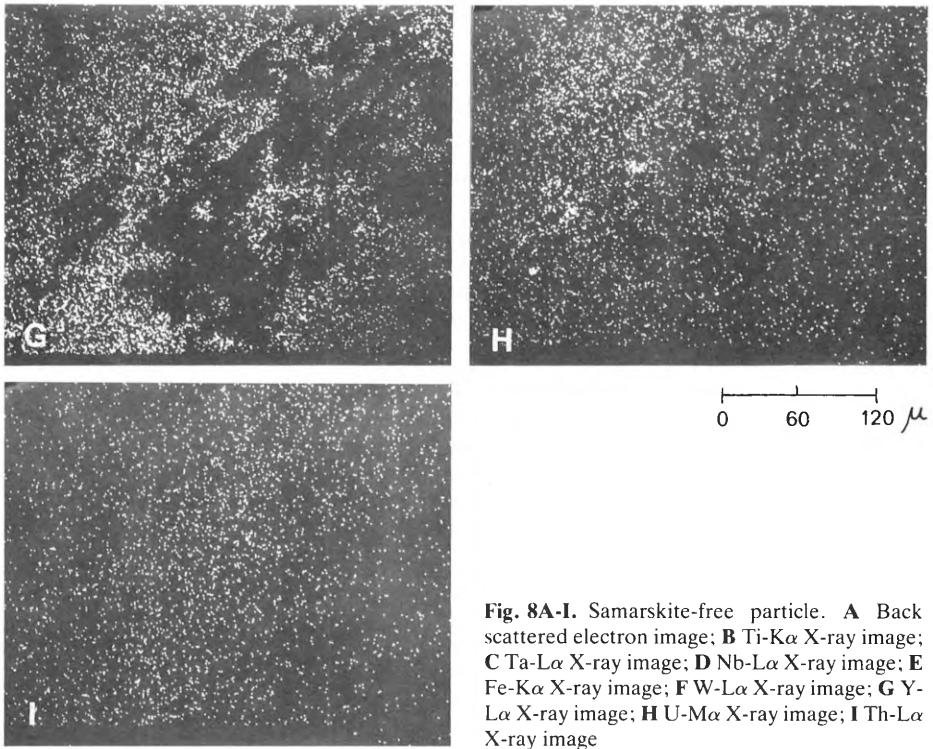 G
H
0 60 120 μ
I
Fig. 8A-I. Samarskite-free particle. A Back
scattered electron image; B Ti-Kα X-ray image;
C Ta-Lα X-ray image; D Nb-Lα X-ray image; E
Fe-Kα X-ray image; F W-Lα X-ray image; G Y-
Lα X-ray image; H U-Mα X-ray image; I Th-Lα
X-ray image